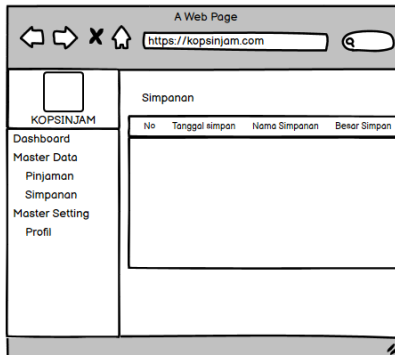 A Web Page
https://kopsinjam.com
KOPSINJAM
Dashboard
Master Data
Pinjaman
Simpanan
Master Setting
Profil
Simpanan
No Tanggal simpan Nama Simpanan Besar Simpan